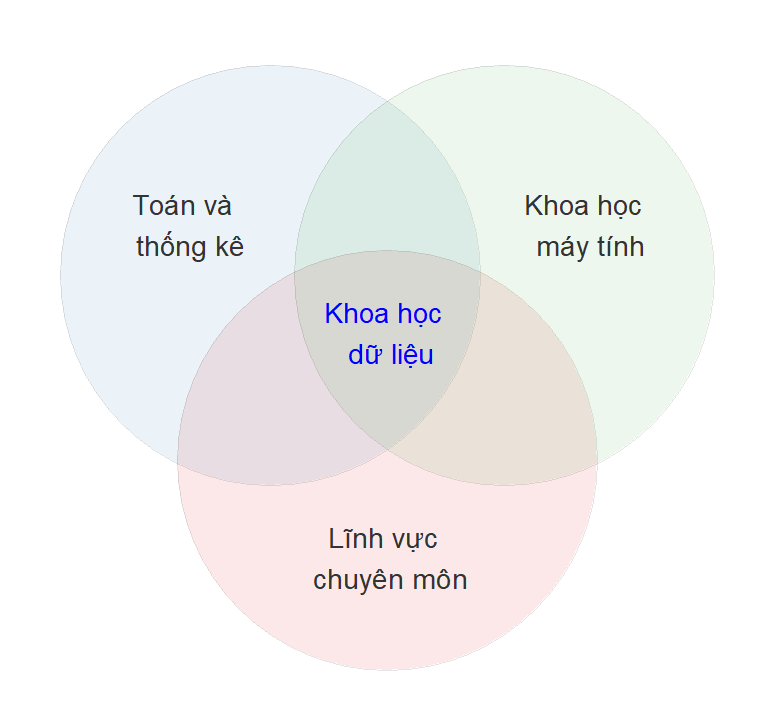 Toán và
thống kê
Khoa học
máy tính
Khoa học
dữ liệu
Lĩnh vực
chuyên môn